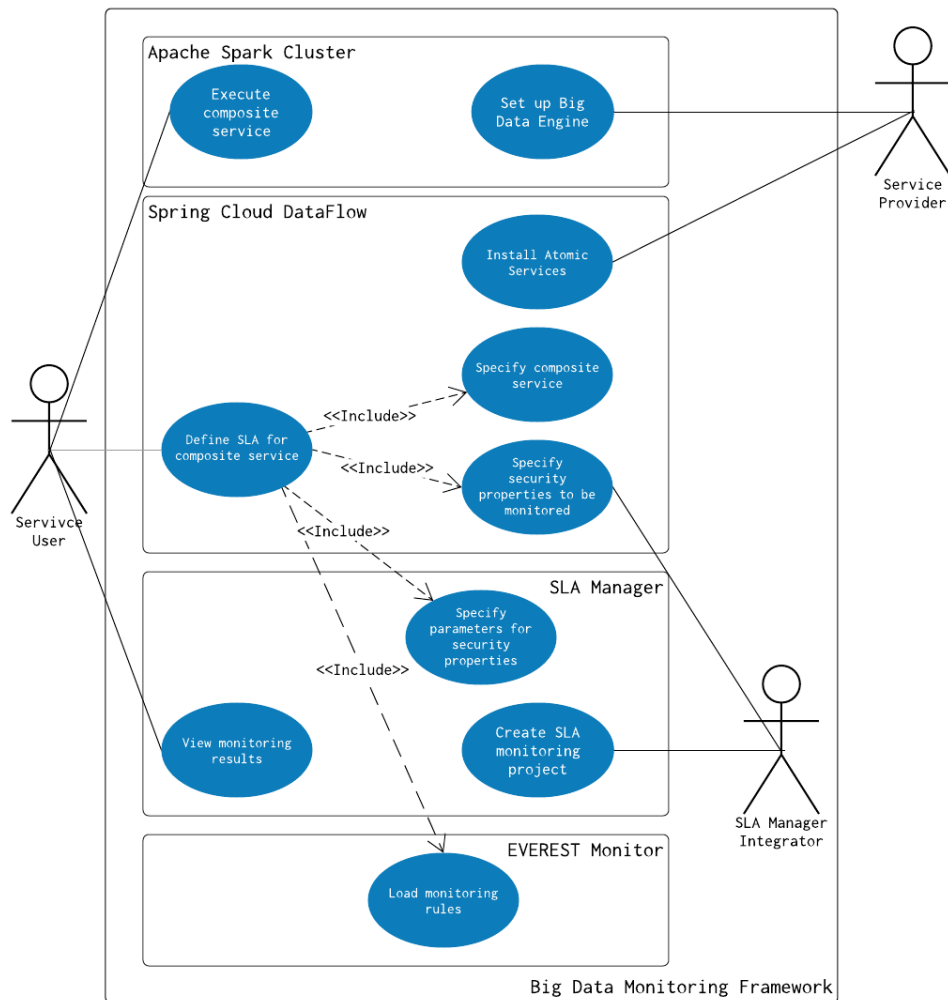 Apache Spark Cluster
Execute
composite
service
Set up Big
Data Engine
Service
Provider
Spring Cloud DataFlow
Install Atomic
Services
Specify composite
service
<<Include>>
Define SLA for
composite service
<<Include>>
Specify
security
properties to be
monitored
Servivce
User
<<Include>>
SLA Manager
Specify
parameters for
security
properties
<<Include>>
View monitoring
results
Create SLA
monitoring
project
SLA Manager
Integrator
EVEREST Monitor
Load monitoring
rules
Big Data Monitoring Framework